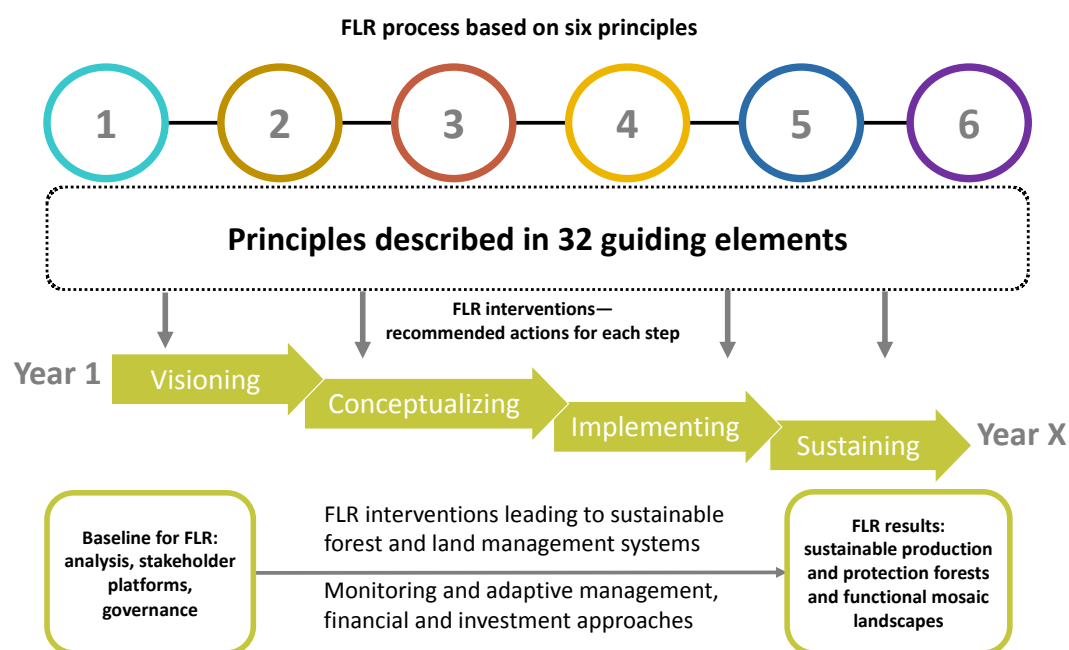 FLR process based on six principles
1 2 3 4 5 6
Principles described in 32 guiding elements
FLR interventions—
recommended actions for each step
Year 1
Visioning
Conceptualizing
Implementing
Sustaining
Year X
Baseline for FLR:
analysis, stakeholder
platforms,
governance
FLR interventions leading to sustainable
forest and land management systems
Monitoring and adaptive management,
financial and investment approaches
FLR results:
sustainable production
and protection forests
and functional mosaic
landscapes